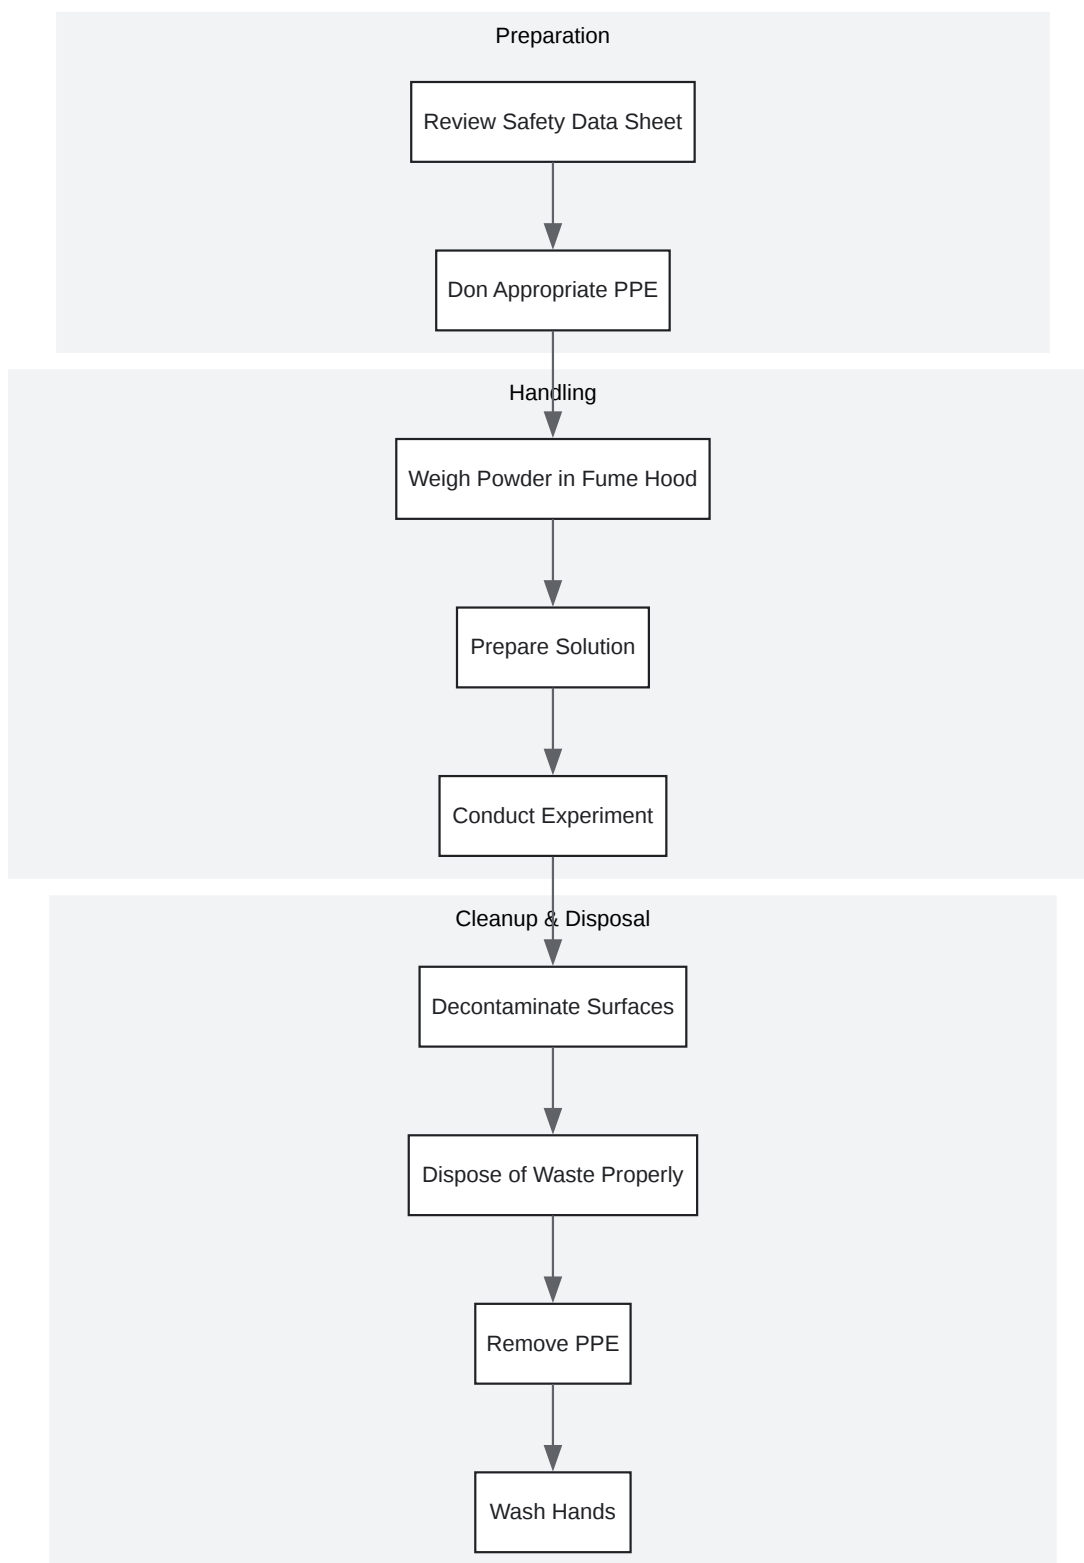 Preparation
Review Safety Data Sheet
Don Appropriate PPE
Handling
Weigh Powder in Fume Hood
Prepare Solution
Conduct Experiment
Cleanup & Disposal
Decontaminate Surfaces
Dispose of Waste Properly
Remove PPE
Wash Hands